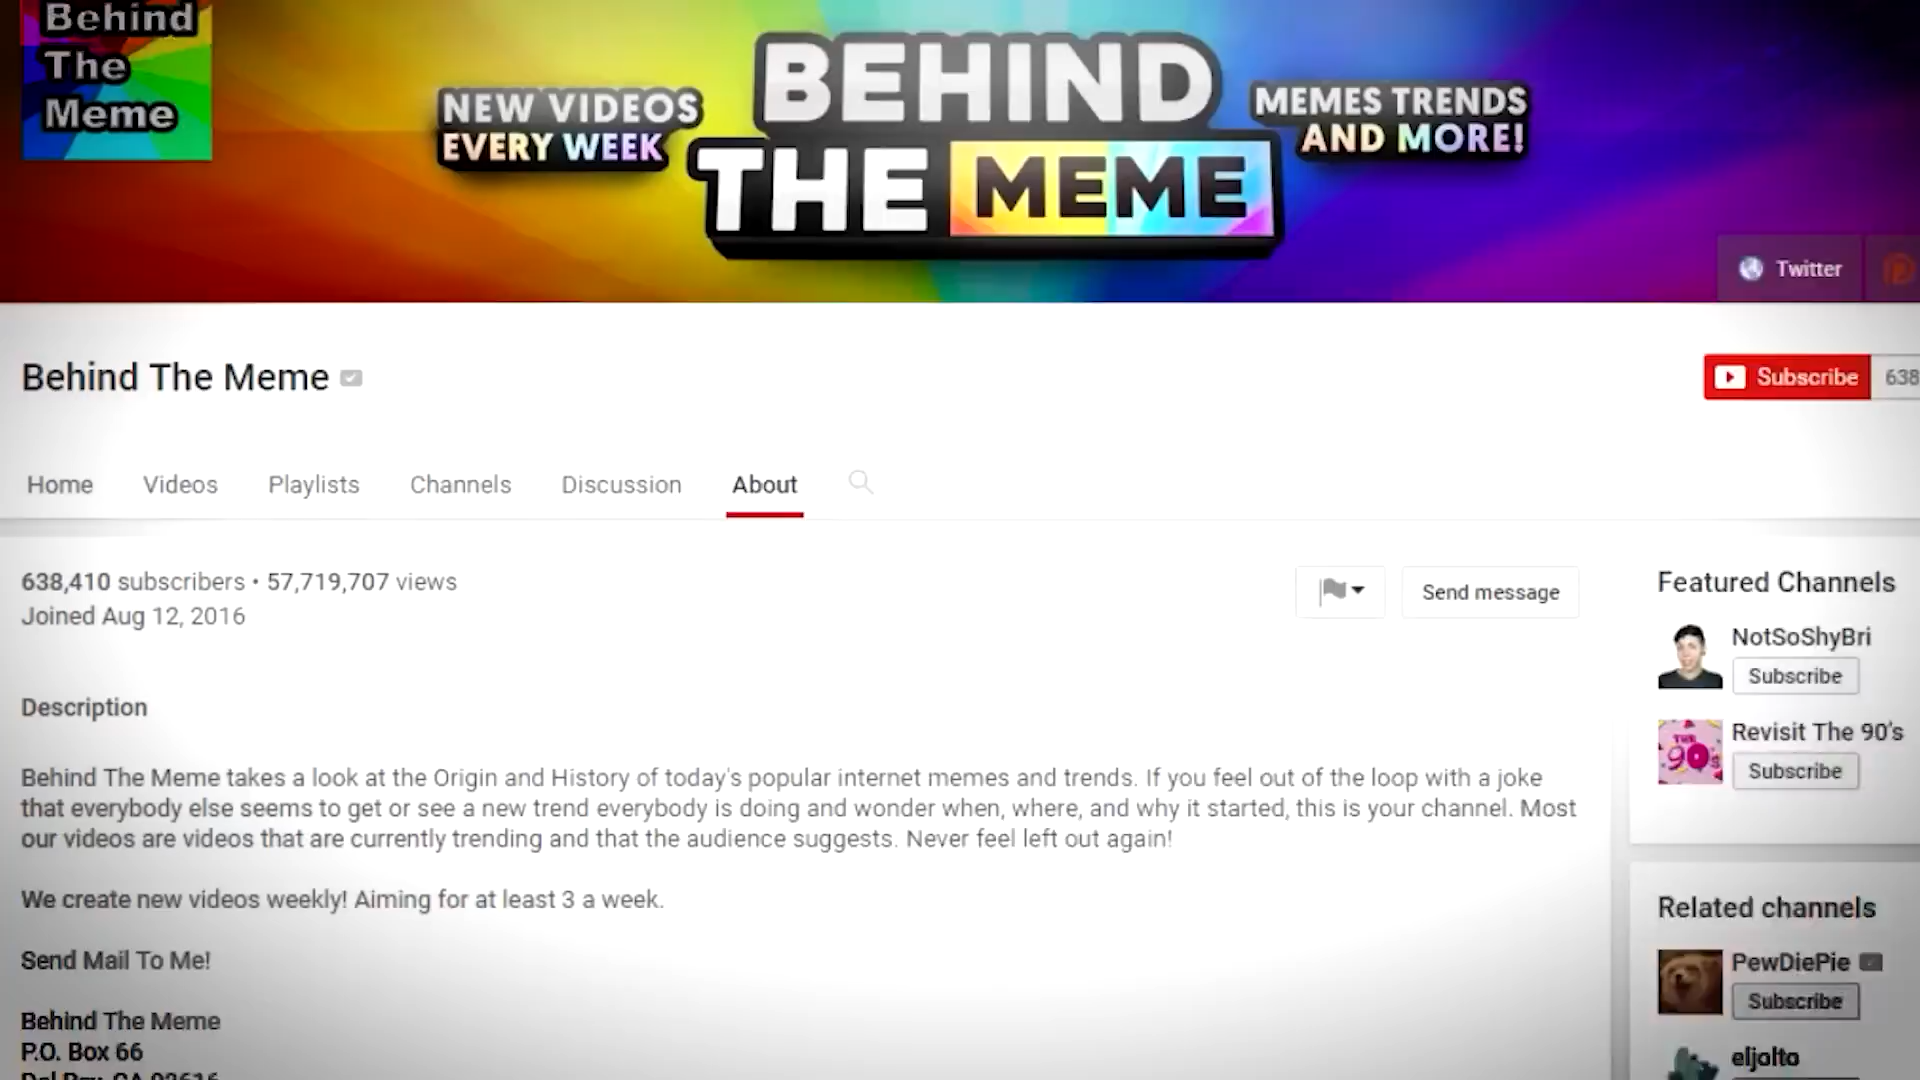 Behind
The
Meme
NEW VIDEOS
EVERY WEEK
BEHIND
THE MEME
MEMES TRENDS
AND MORE!
Twitter
Behind The Meme
Subscribe 638
Home Videos Playlists Channels Discussion About
638,410 subscribers • 57,719,707 views
Joined Aug 12, 2016
Send message
Description
Behind The Meme takes a look at the Origin and History of today's popular internet memes and trends. If you feel out of the loop with a joke
that everybody else seems to get or see a new trend everybody is doing and wonder when, where, and why it started, this is your channel. Most
our videos are videos that are currently trending and that the audience suggests. Never feel left out again!
We create new videos weekly! Aiming for at least 3 a week.
Send Mail To Me!
Behind The Meme
P.O. Box 66
Featured Channels
NotSoShyBri
Subscribe
THE
90's
Revisit The 90's
Subscribe
Related channels
PewDiePie
Subscribe
eljolto